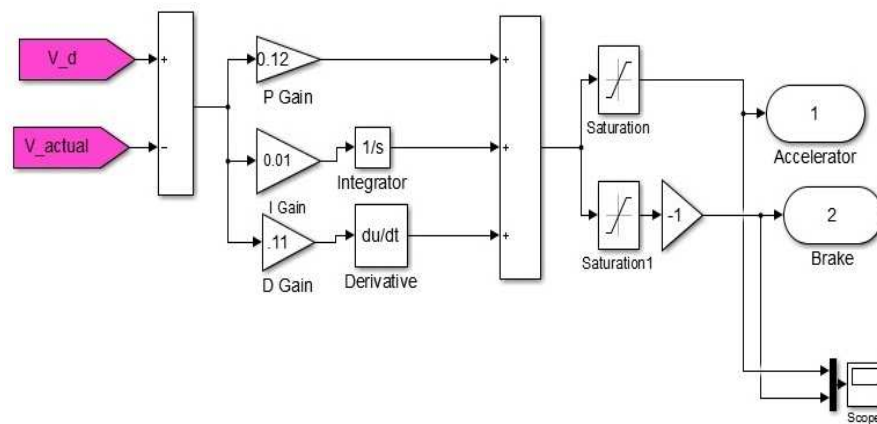 V_d
+
0.12
+
P Gain
Saturation
1
Accelerator
V_actual
−
0.01
1/s
+
I Gain
Integrator
-1
2
.11
du/dt
+
D Gain
Derivative
Saturation1
Brake
Scope